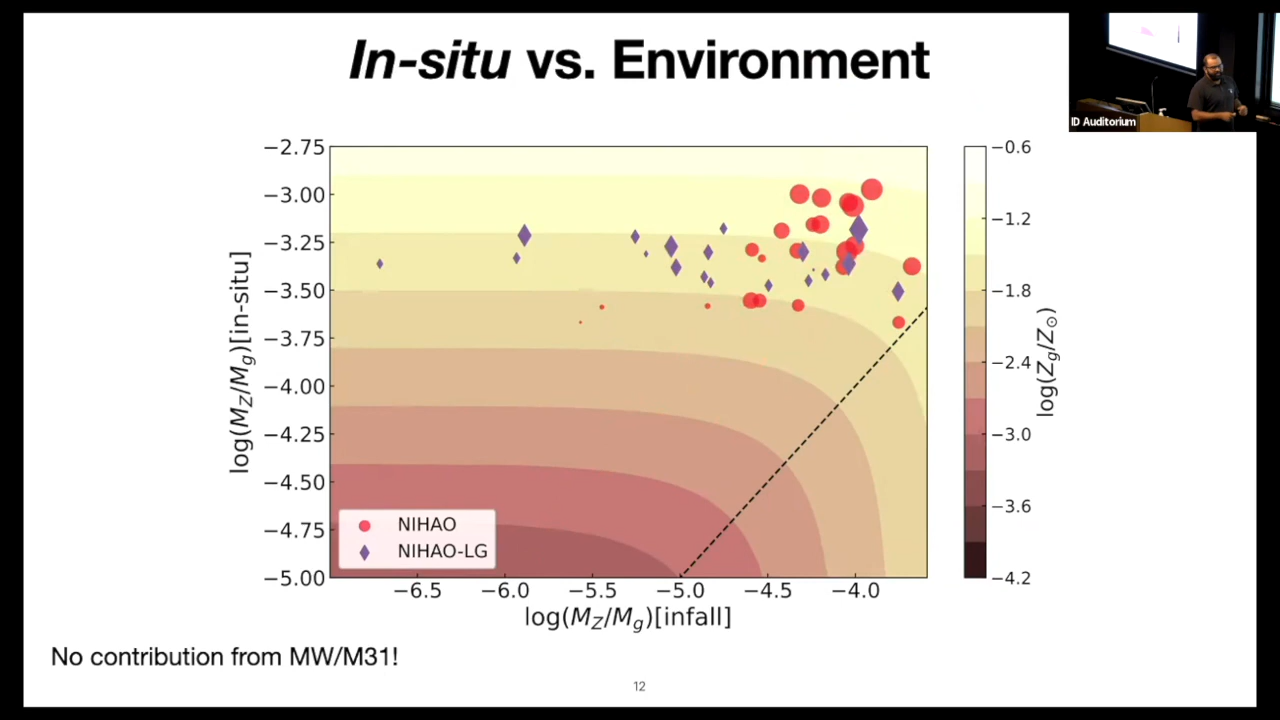 In-situ vs. Environment
ID Auditorium
log(M_Z/M_g)[in-situ]
−2.75
−3.00
−3.25
−3.50
−3.75
−4.00
−4.25
−4.50
−4.75
−5.00
NIHAO
NIHAO-LG
−6.5 −6.0 −5.5 −5.0 −4.5 −4.0
log(M_Z/M_g)[infall]
−0.6
−1.2
−1.8
−2.4
−3.0
−3.6
−4.2
log(Z_g/Z_⊙)
No contribution from MW/M31!
12